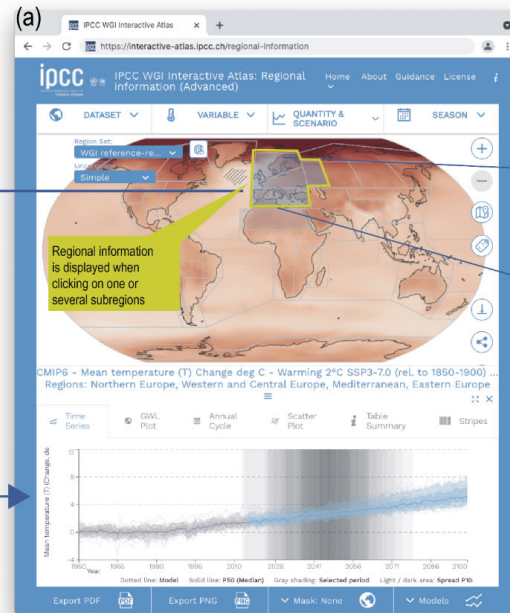 (a)
IPCC WGI Interactive Atlas
https://interactive-atlas.ipcc.ch/regional-information
ipcc
IPCC WGI Interactive Atlas: Regional information (Advanced)
Home About Guidance License i
DATASET VARIABLE QUANTITY & SCENARIO SEASON
Region Set:
WGI reference-re...
Simple
Regional information
is displayed when
clicking on one or
several subregions
CMIP6 - Mean temperature (T) Change deg C - Warming 2°C SSP3-7.0 (rel. to 1850-1900) ...
Regions: Northern Europe, Western and Central Europe, Mediterranean, Eastern Europe
Time Series GWL Plot Annual Cycle Scatter Plot Table Summary Stripes
Mean temperature (T) (Change, de
12
8
4
0
-4
1950 1965 1980 1995 2010 2026 2041 2056 2071 2086 2100
Year
Dotted line: Model Solid line: P50 (Median) Gray shading: Selected period Light / dark area: Spread P10
Export PDF Export PNG Mask: None Models